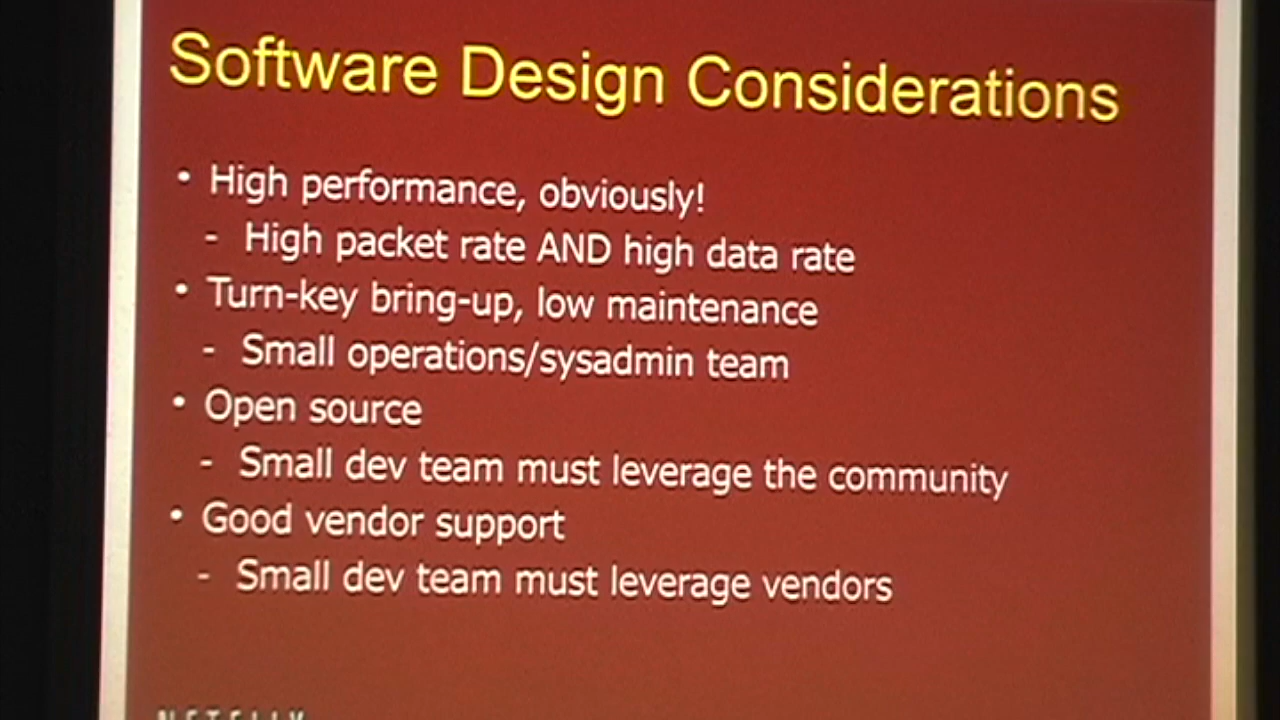 Software Design Considerations
• High performance, obviously!
- High packet rate AND high data rate
• Turn-key bring-up, low maintenance
- Small operations/sysadmin team
• Open source
- Small dev team must leverage the community
• Good vendor support
- Small dev team must leverage vendors
NETFLIX